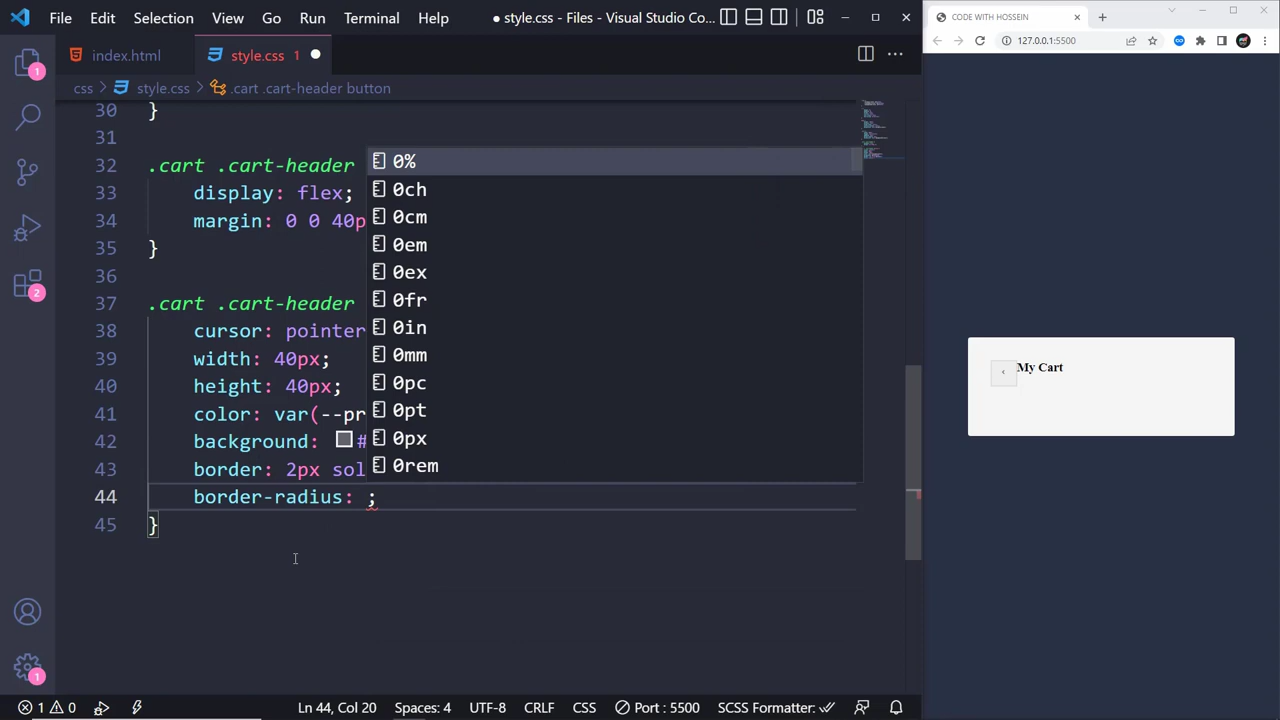 File Edit Selection View Go Run Terminal Help ● style.css - Files - Visual Studio Co...
index.html style.css 1
css > style.css > .cart .cart-header button
30 }
31
32 .cart .cart-header
33 display: flex;
34 margin: 0 0 40p
35 }
36
37 .cart .cart-header
38 cursor: pointer
39 width: 40px;
40 height: 40px;
41 color: var(--pr
42 background: #
43 border: 2px sol
44 border-radius: ;
45 }
0%
0ch
0cm
0em
0ex
0fr
0in
0mm
0pc
0pt
0px
0rem
1
2
1
1 0 Ln 44, Col 20 Spaces: 4 UTF-8 CRLF CSS Port : 5500 SCSS Formatter:
CODE WITH HOSSEIN
127.0.0.1:5500
‹ My Cart